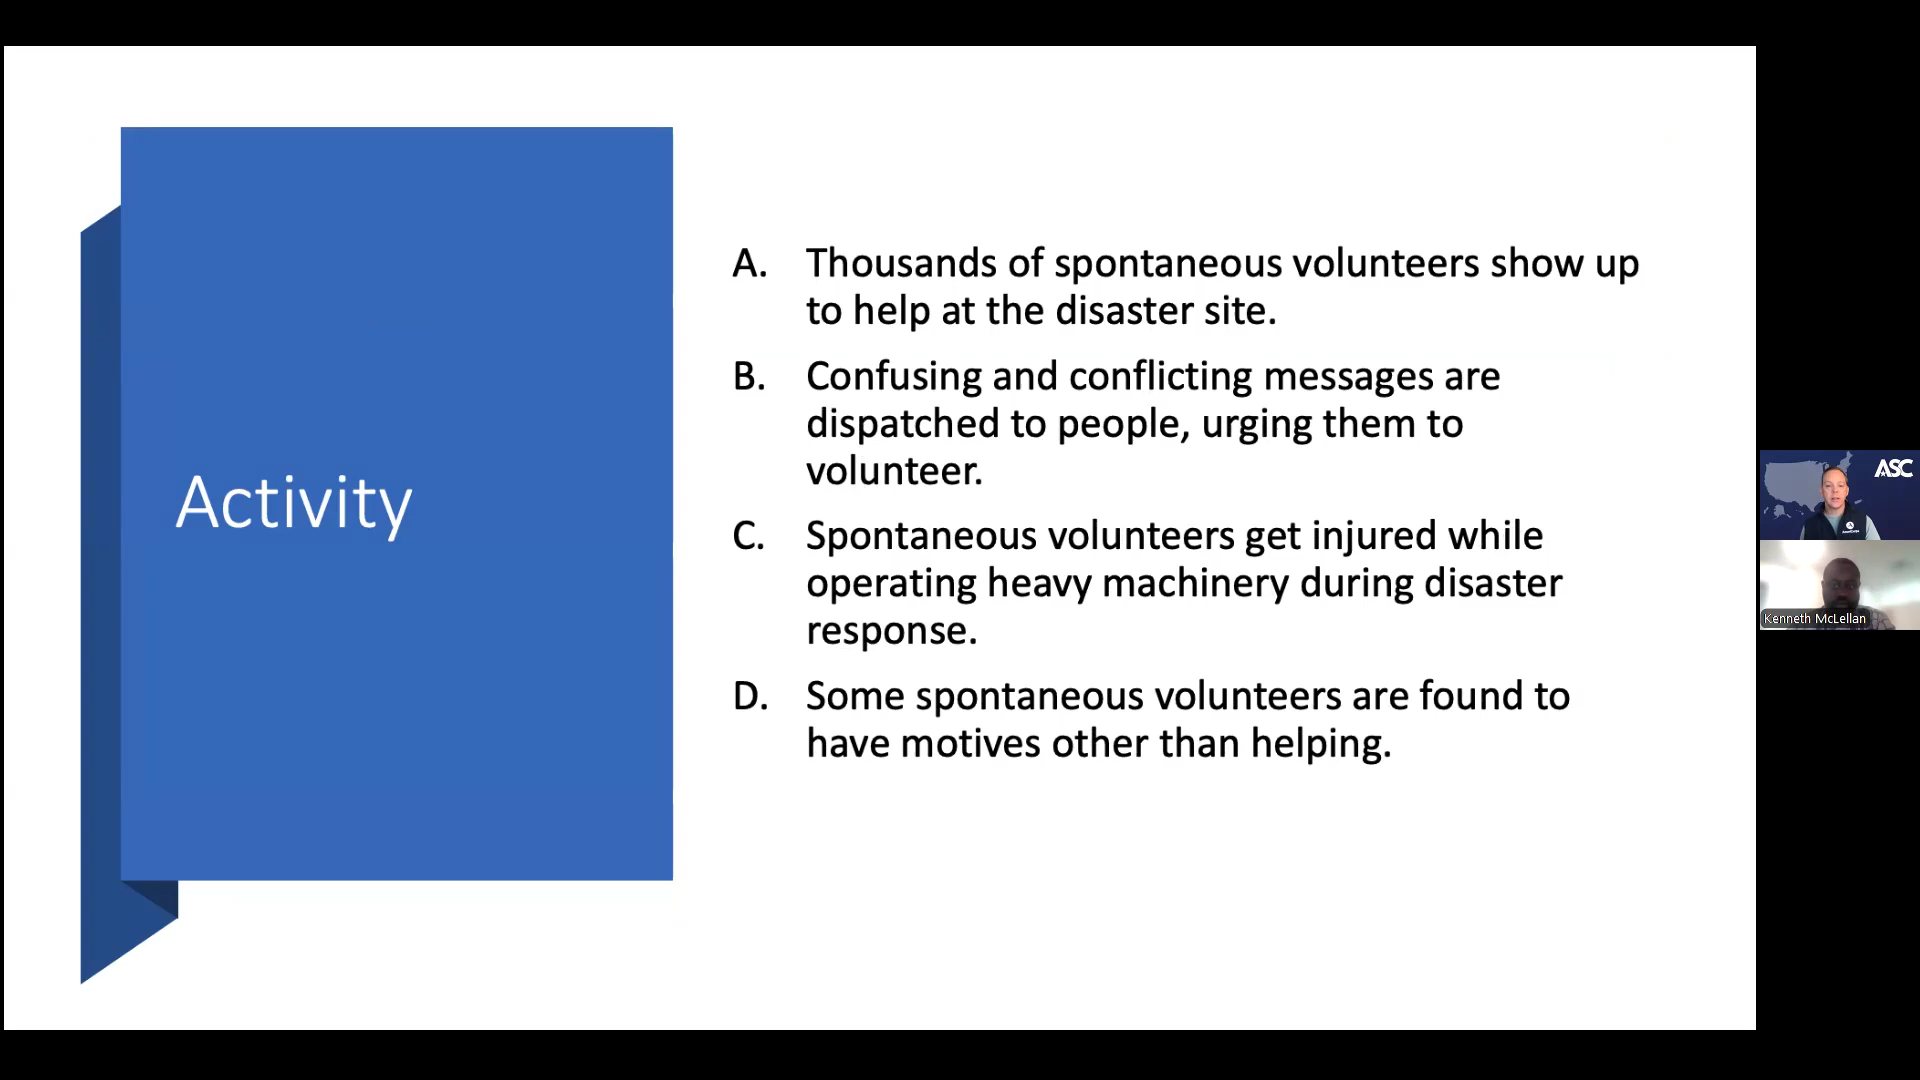 Activity
A. Thousands of spontaneous volunteers show up
to help at the disaster site.
B. Confusing and conflicting messages are
dispatched to people, urging them to
volunteer.
C. Spontaneous volunteers get injured while
operating heavy machinery during disaster
response.
D. Some spontaneous volunteers are found to
have motives other than helping.
ASC
Kenneth McLellan